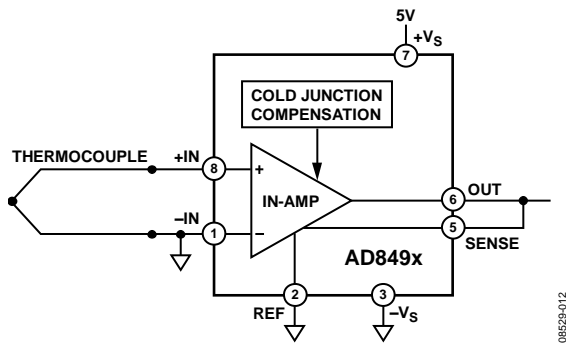 5V
+VS
7
COLD JUNCTION
COMPENSATION
THERMOCOUPLE
+IN
8
+
IN-AMP
6
OUT
–IN
1
–
5
SENSE
AD849x
2
3
REF
–VS
08529-012